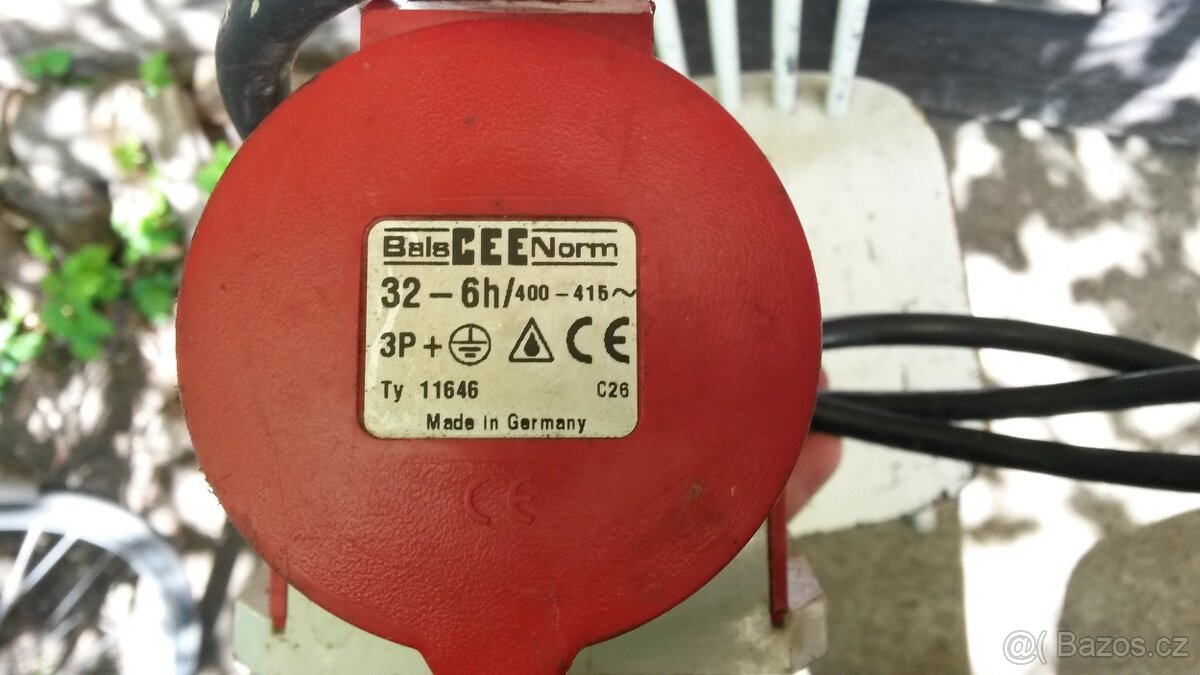 Bals CEE Norm
32 – 6h/400 – 415 ~
3P + CE
Ty 11646 C26
Made in Germany
CE
@( Bazos.cz